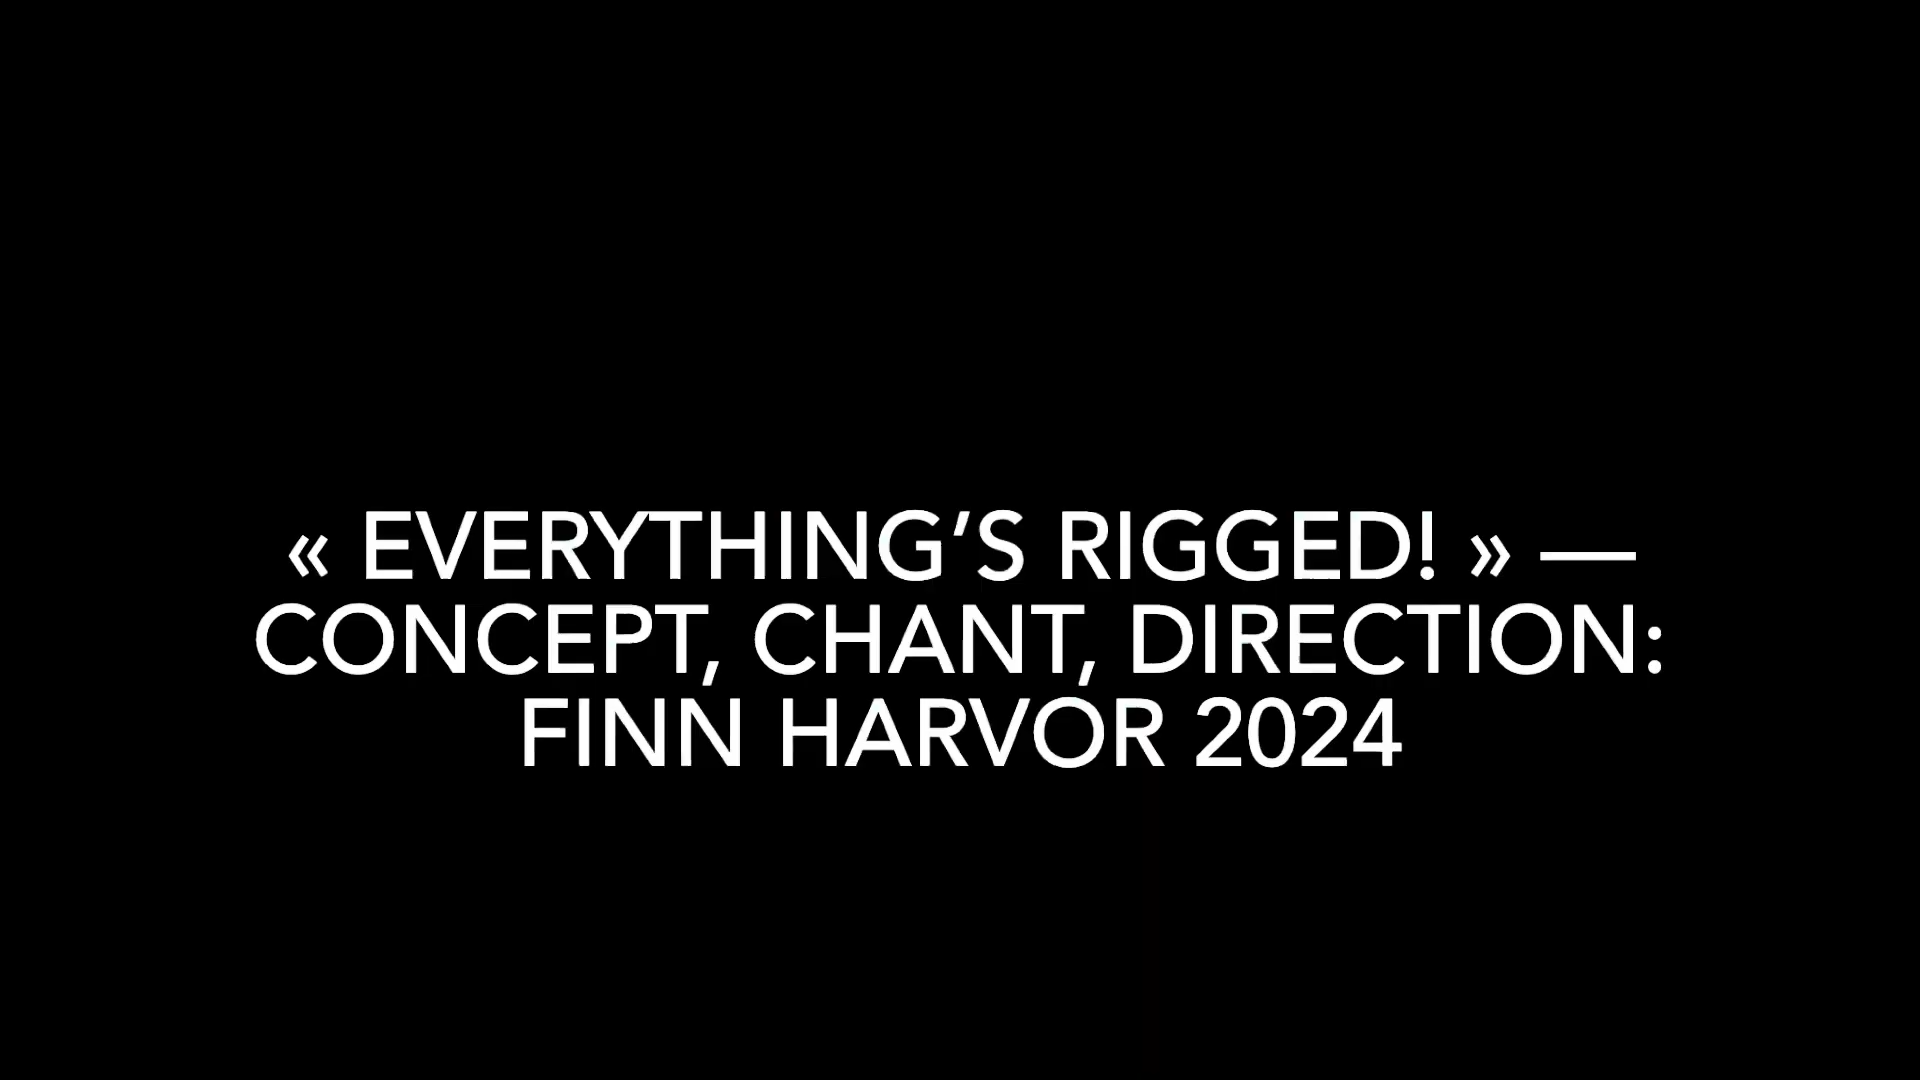 « EVERYTHING’S RIGGED! » —
CONCEPT, CHANT, DIRECTION:
FINN HARVOR 2024